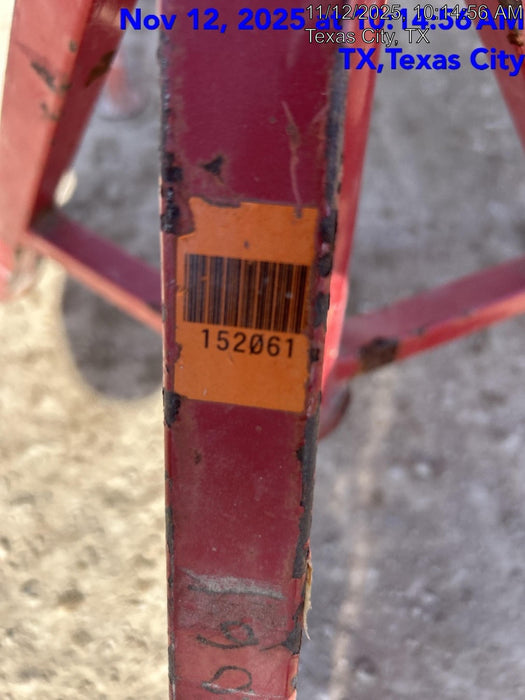 Nov 12, 2025 at 10:14:56 AM
11/12/2025, 10:14:56 AM
Texas City, TX
TX,Texas City
152061